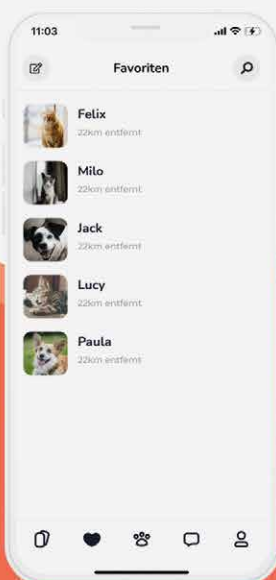 11:03
Favoriten
Felix
22km entfernt
Milo
22km entfernt
Jack
22km entfernt
Lucy
22km entfernt
Paula
22km entfernt